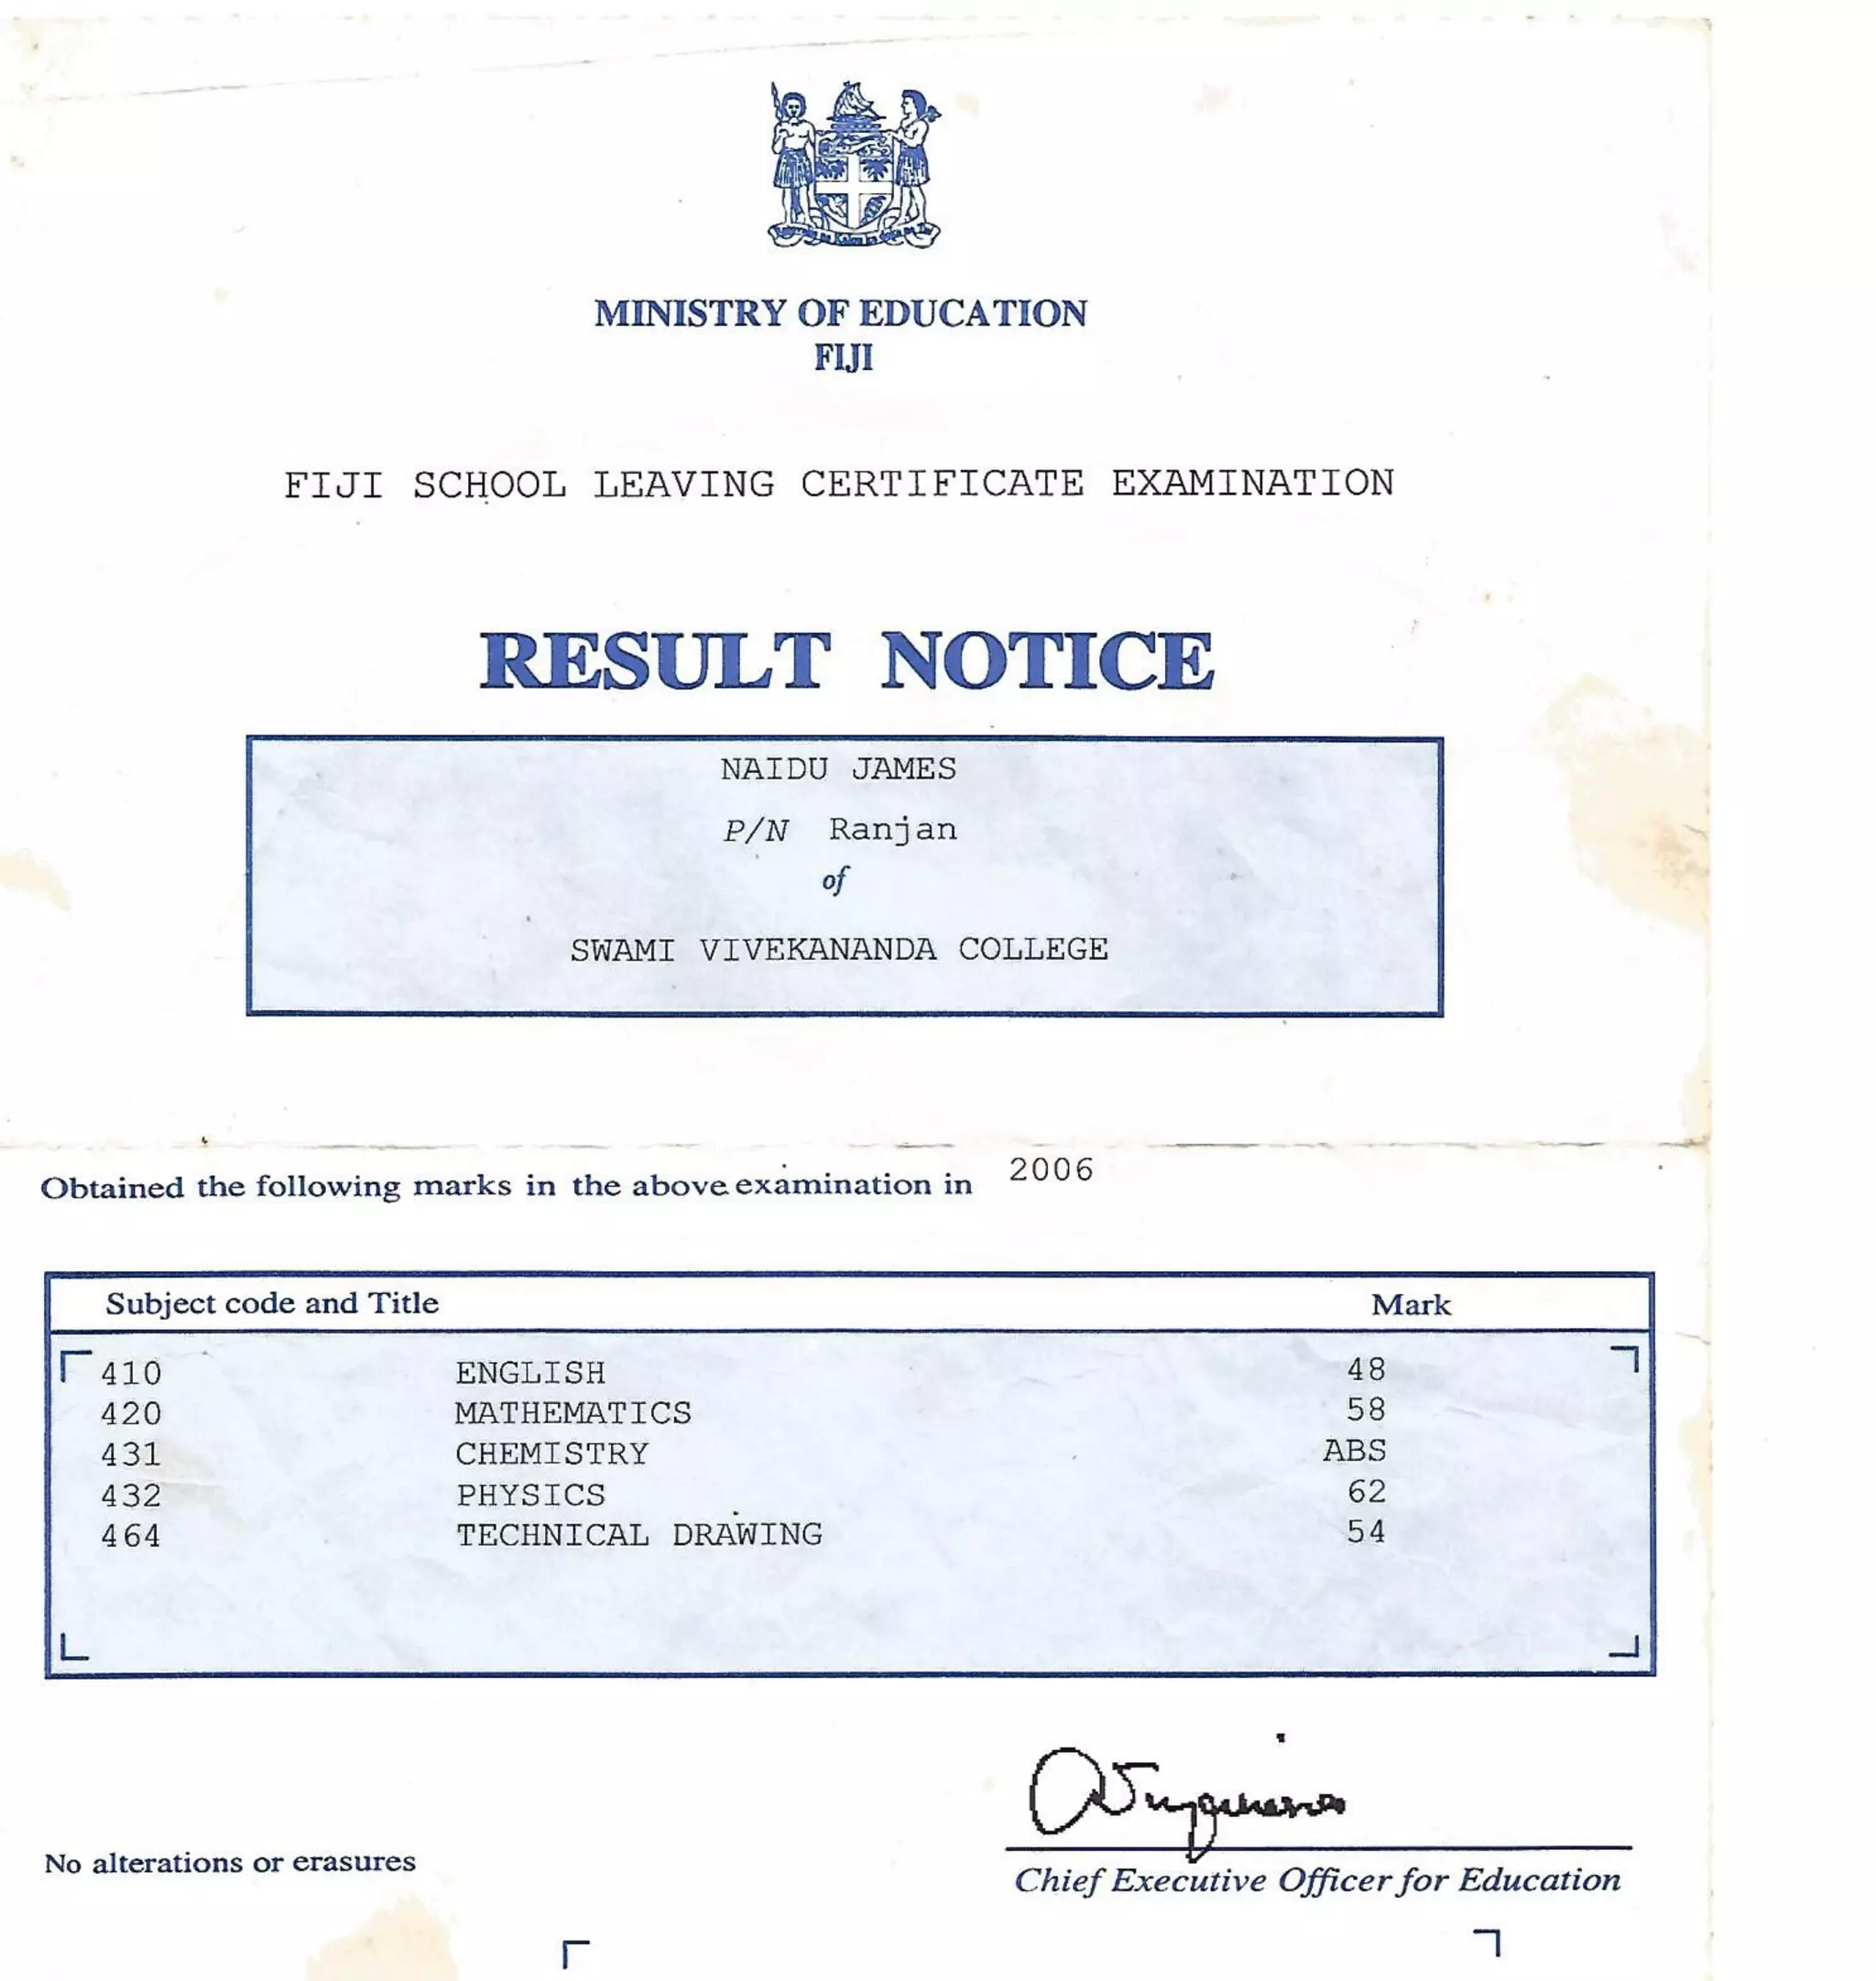 MINISTRY OF EDUCATION
FIJI
FIJI SCHOOL LEAVING CERTIFICATE EXAMINATION
RESULT NOTICE
NAIDU JAMES
P/N Ranjan
of
SWAMI VIVEKANANDA COLLEGE
Obtained the following marks in the above examination in 2006
Subject code and Title Mark
410 ENGLISH 48
420 MATHEMATICS 58
431 CHEMISTRY ABS
432 PHYSICS 62
464 TECHNICAL DRAWING 54
No alterations or erasures
Chief Executive Officer for Education